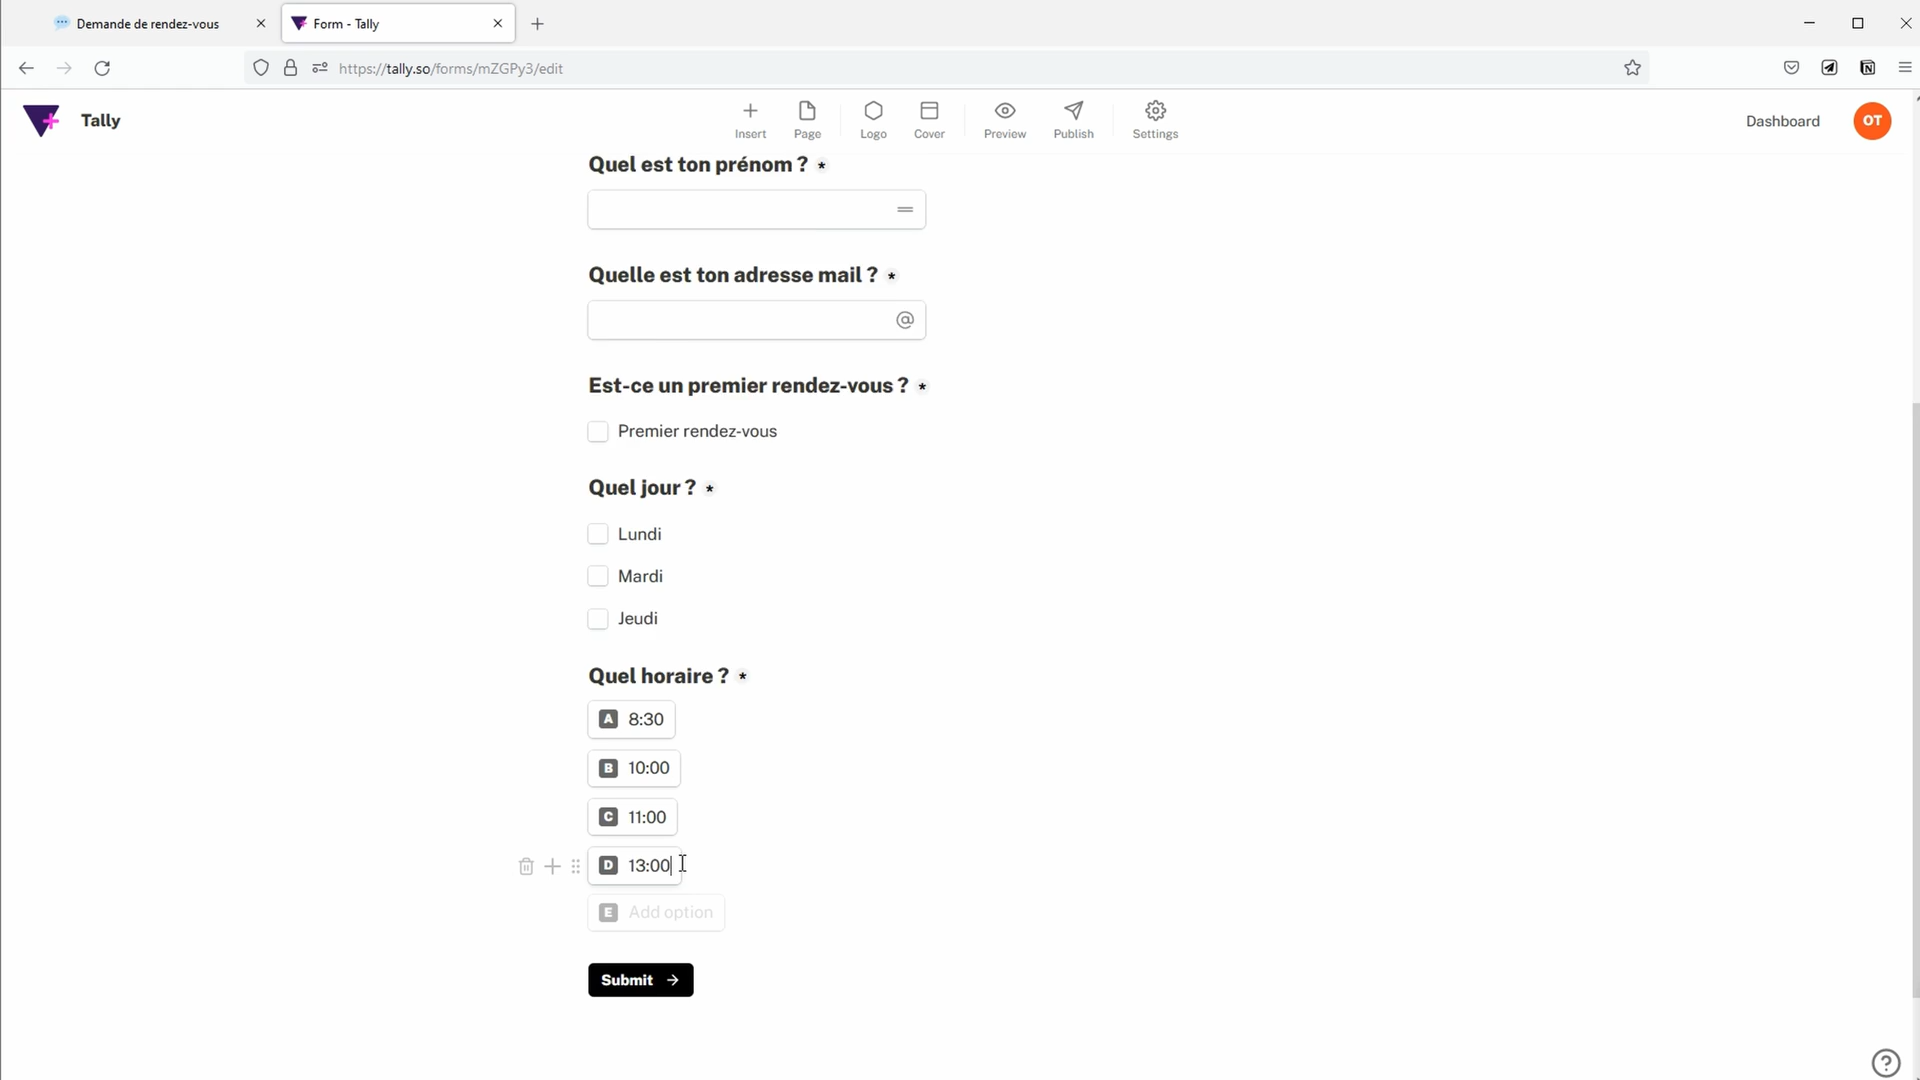 Demande de rendez-vous
Form - Tally
https://tally.so/forms/mZGPy3/edit
Tally
Insert
Page
Logo
Cover
Preview
Publish
Settings
Dashboard
OT
Quel est ton prénom ? *
Quelle est ton adresse mail ? *
@
Est-ce un premier rendez-vous ? *
Premier rendez-vous
Quel jour ? *
Lundi
Mardi
Jeudi
Quel horaire ? *
A 8:30
B 10:00
C 11:00
D 13:00
E Add option
Submit →
?